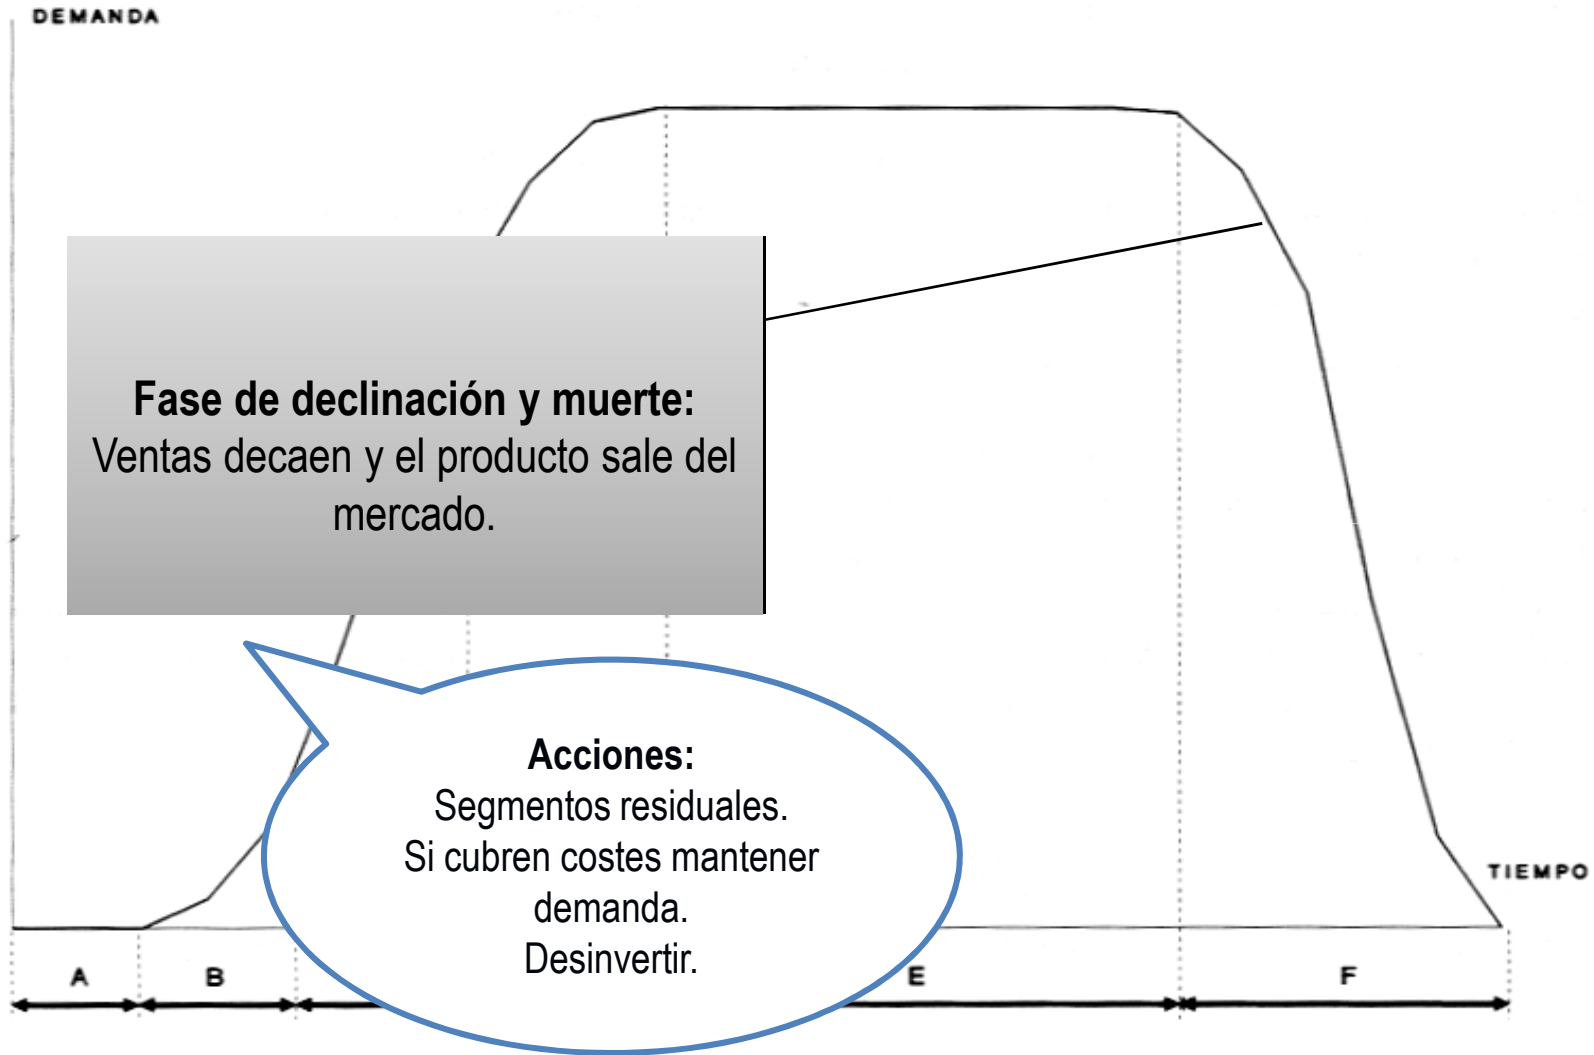 DEMANDA
Fase de declinación y muerte:
Ventas decaen y el producto sale del
mercado.
Acciones:
Segmentos residuales.
Si cubren costes mantener
demanda.
Desinvertir.
TIEMPO
A
B
E
F